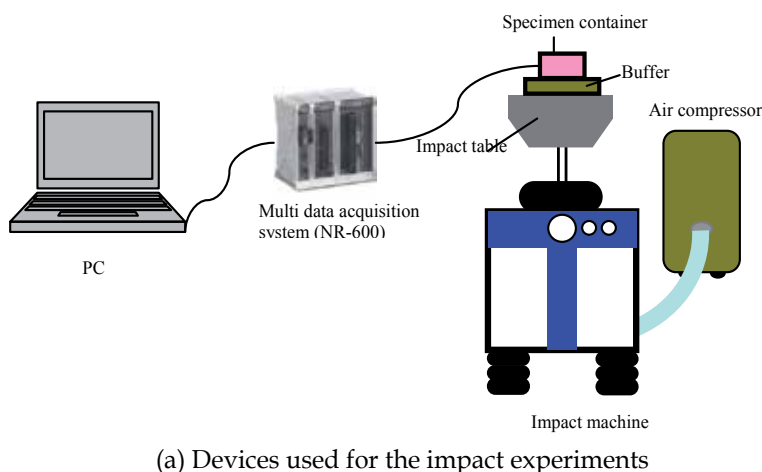 Specimen container
Buffer
Air compressor
Impact table
Multi data acquisition
system (NR-600)
PC
Impact machine
(a) Devices used for the impact experiments